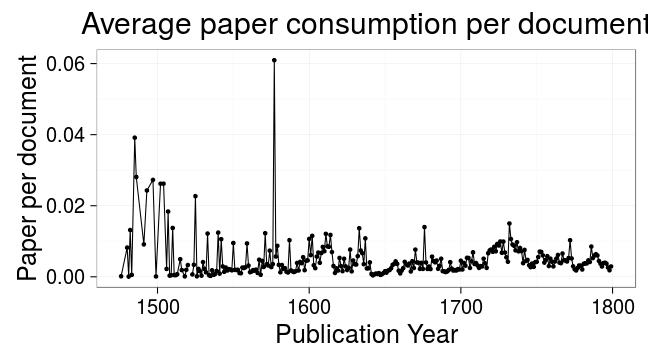 Average paper consumption per document
Paper per document
0.06
0.04
0.02
0.00
1500 1600 1700 1800
Publication Year